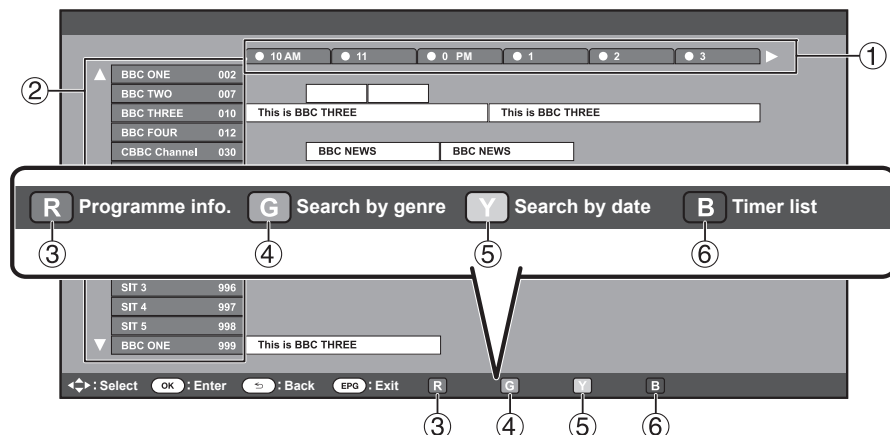 10 AM 11 0 PM 1 2 3 ①
②
BBC ONE 002
BBC TWO 007
BBC THREE 010 This is BBC THREE This is BBC THREE
BBC FOUR 012
CBBC Channel 030 BBC NEWS BBC NEWS
R Programme info. G Search by genre Y Search by date B Timer list
③ ④ ⑤ ⑥
SIT 3 996
SIT 4 997
SIT 5 998
BBC ONE 999 This is BBC THREE
: Select OK : Enter : Back EPG : Exit R G Y B
③ ④ ⑤ ⑥